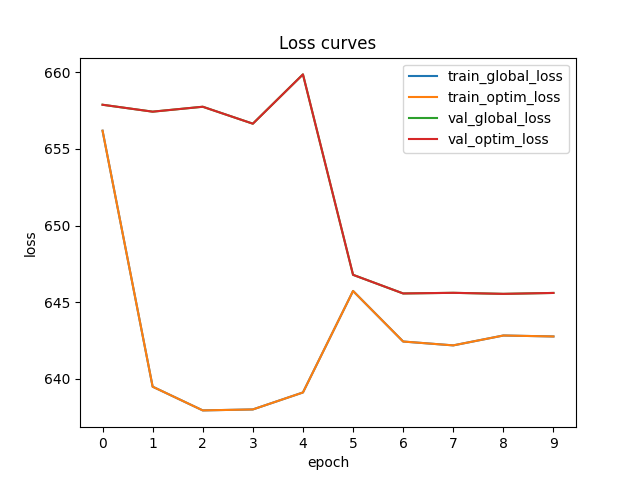 Loss curves
train_global_loss
train_optim_loss
val_global_loss
val_optim_loss
660
655
650
645
640
loss
0 1 2 3 4 5 6 7 8 9
epoch